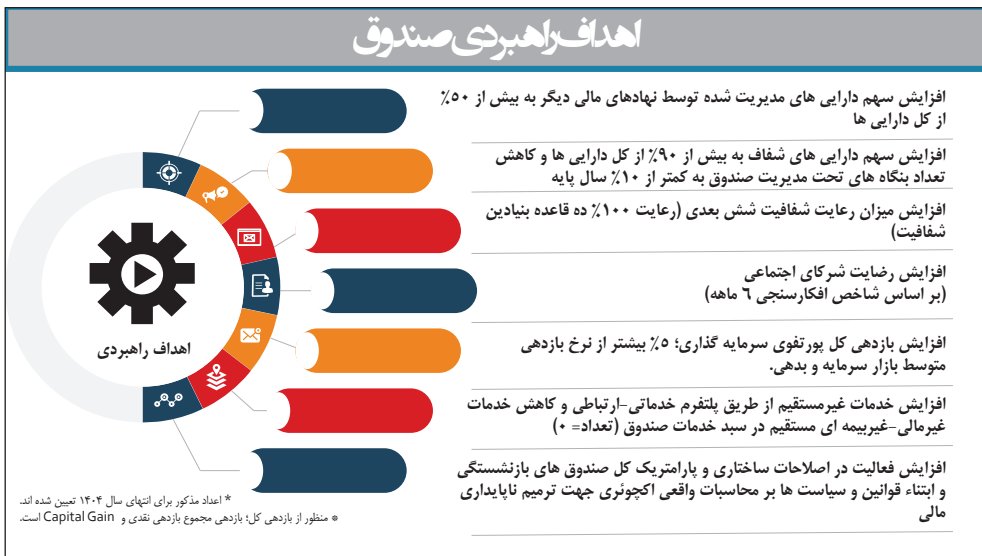 اهداف راهبردی صندوق
افزایش سهم دارایی های مدیریت شده توسط نهادهای مالی دیگر به بیش از ۵۰٪
از کل دارایی ها
افزایش سهم دارایی های شفاف به بیش از ۹۰٪ از کل دارایی ها و کاهش
تعداد بنگاه های تحت مدیریت صندوق به کمتر از ۱۰٪ سال پایه
افزایش میزان رعایت شفافیت شش بعدی (رعایت ۱۰۰٪ ده قاعده بنیادین
شفافیت)
افزایش رضایت شرکای اجتماعی
(بر اساس شاخص افکارسنجی ۶ ماهه)
افزایش بازدهی کل پورتفوی سرمایه گذاری؛ ۵٪ بیشتر از نرخ بازدهی
متوسط بازار سرمایه و بدهی.
افزایش خدمات غیرمستقیم از طریق پلتفرم خدماتی-ارتباطی و کاهش خدمات
غیرمالی-غیربیمه ای مستقیم در سبد خدمات صندوق (تعداد= ۰)
افزایش فعالیت در اصلاحات ساختاری و پارامتریک کل صندوق های بازنشستگی
و ابتناء قوانین و سیاست ها بر محاسبات واقعی اکچوئری جهت ترمیم ناپایداری
مالی
اهداف راهبردی
* اعداد مذکور برای انتهای سال ۱۴۰۴ تعیین شده اند.
* منظور از بازدهی کل؛ بازدهی مجموع بازدهی نقدی و Capital Gain است.